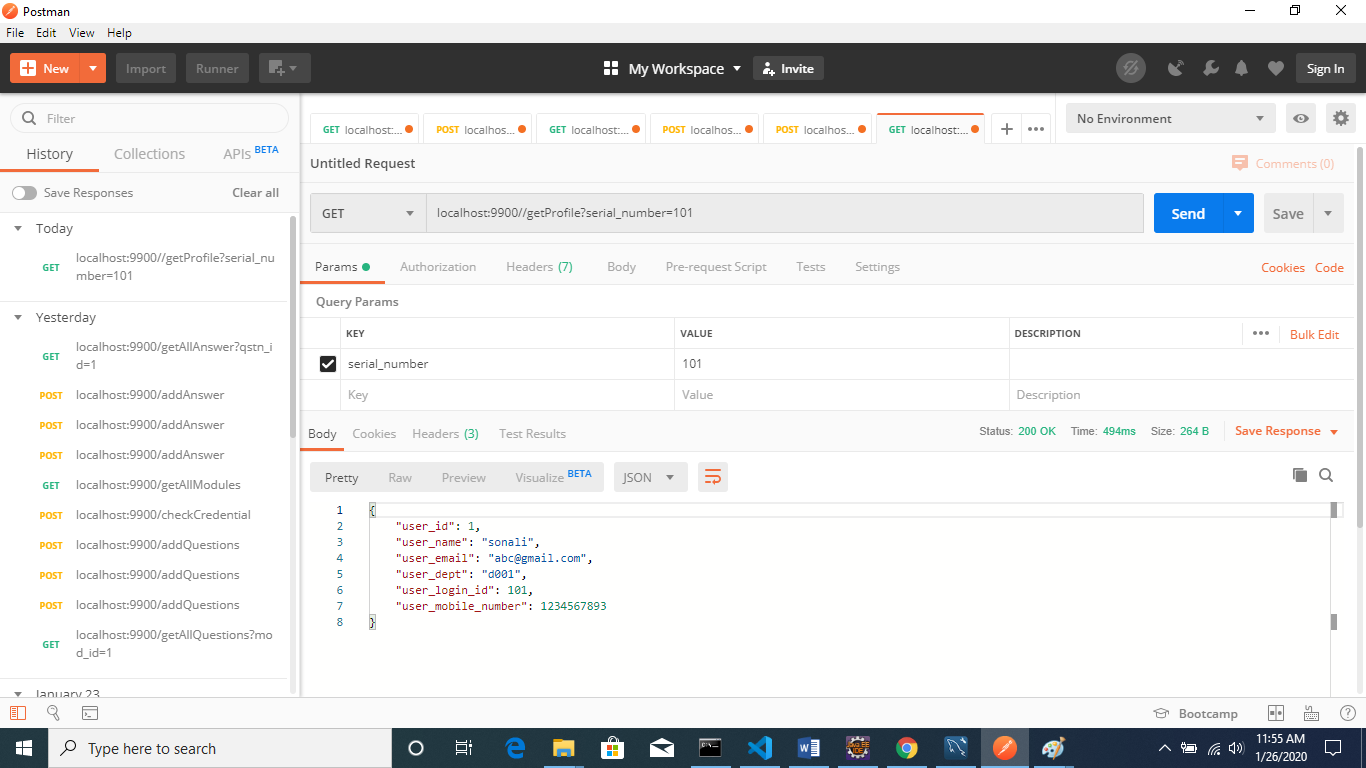 Postman
File Edit View Help
New Import Runner My Workspace Invite Sign In
Filter
History Collections APIs BETA
Save Responses Clear all
Today
GET localhost:9900//getProfile?serial_nu
mber=101
Yesterday
GET localhost:9900/getAllAnswer?qstn_i
d=1
POST localhost:9900/addAnswer
POST localhost:9900/addAnswer
POST localhost:9900/addAnswer
GET localhost:9900/getAllModules
POST localhost:9900/checkCredential
POST localhost:9900/addQuestions
POST localhost:9900/addQuestions
POST localhost:9900/addQuestions
GET localhost:9900/getAllQuestions?mo
d_id=1
January 23
GET localhost:... POST localhos... GET localhost:... POST localhos... POST localhos... GET localhost:... + ••• No Environment
Untitled Request Comments (0)
GET localhost:9900//getProfile?serial_number=101 Send Save
Params Authorization Headers (7) Body Pre-request Script Tests Settings Cookies Code
Query Params
KEY VALUE DESCRIPTION ••• Bulk Edit
serial_number 101
Key Value Description
Body Cookies Headers (3) Test Results Status: 200 OK Time: 494ms Size: 264 B Save Response
Pretty Raw Preview Visualize BETA JSON
1 {
2 "user_id": 1,
3 "user_name": "sonali",
4 "user_email": "abc@gmail.com",
5 "user_dept": "d001",
6 "user_login_id": 101,
7 "user_mobile_number": 1234567893
8 }
Bootcamp
Type here to search
11:55 AM
1/26/2020